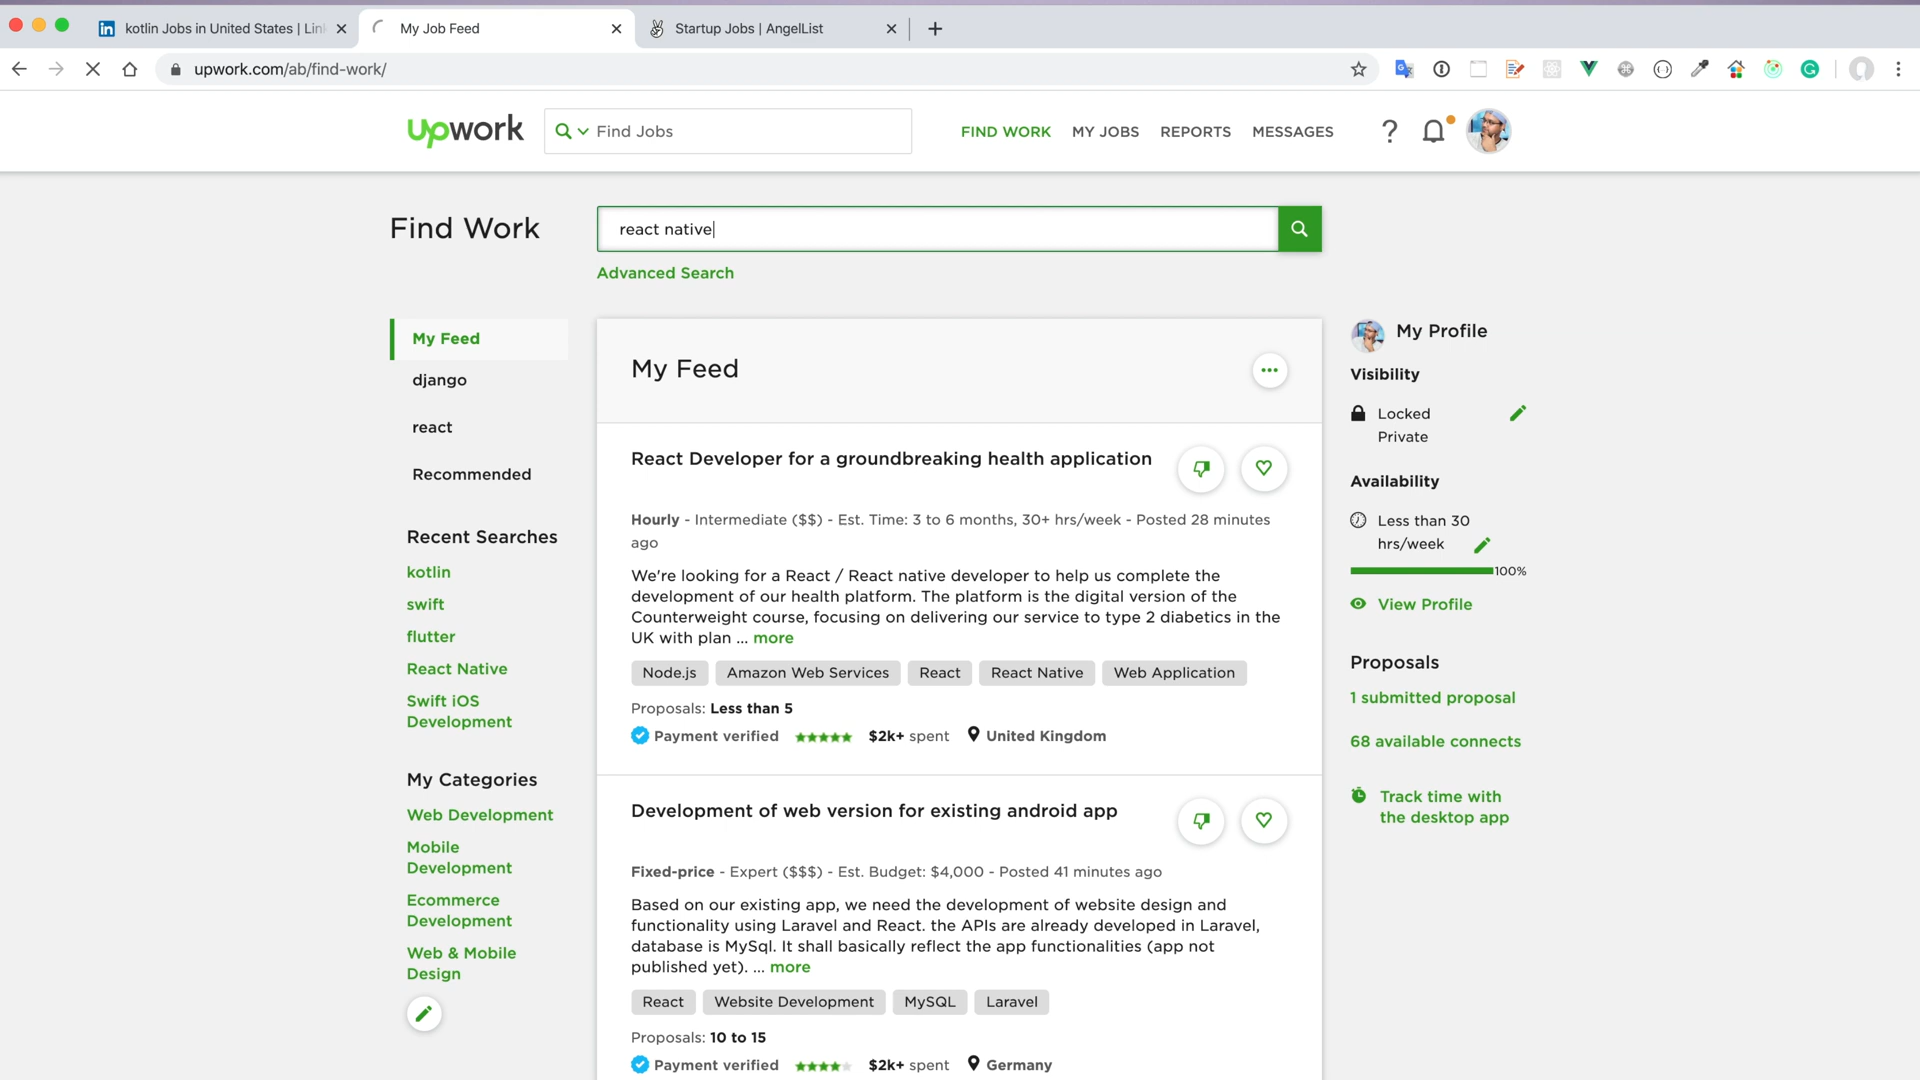 kotlin Jobs in United States | Lin
My Job Feed
Startup Jobs | AngelList
upwork.com/ab/find-work/
upwork
Find Jobs
FIND WORK
MY JOBS
REPORTS
MESSAGES
Find Work
react native
Advanced Search
My Feed
django
react
Recommended
Recent Searches
kotlin
swift
flutter
React Native
Swift iOS
Development
My Categories
Web Development
Mobile
Development
Ecommerce
Development
Web & Mobile
Design
My Feed
React Developer for a groundbreaking health application
Hourly - Intermediate ($$) - Est. Time: 3 to 6 months, 30+ hrs/week - Posted 28 minutes
ago
We're looking for a React / React native developer to help us complete the
development of our health platform. The platform is the digital version of the
Counterweight course, focusing on delivering our service to type 2 diabetics in the
UK with plan ... more
Node.js
Amazon Web Services
React
React Native
Web Application
Proposals: Less than 5
Payment verified $2k+ spent United Kingdom
Development of web version for existing android app
Fixed-price - Expert ($$$) - Est. Budget: $4,000 - Posted 41 minutes ago
Based on our existing app, we need the development of website design and
functionality using Laravel and React. the APIs are already developed in Laravel,
database is MySql. It shall basically reflect the app functionalities (app not
published yet). ... more
React
Website Development
MySQL
Laravel
Proposals: 10 to 15
Payment verified $2k+ spent Germany
My Profile
Visibility
Locked
Private
Availability
Less than 30
hrs/week
100%
View Profile
Proposals
1 submitted proposal
68 available connects
Track time with
the desktop app